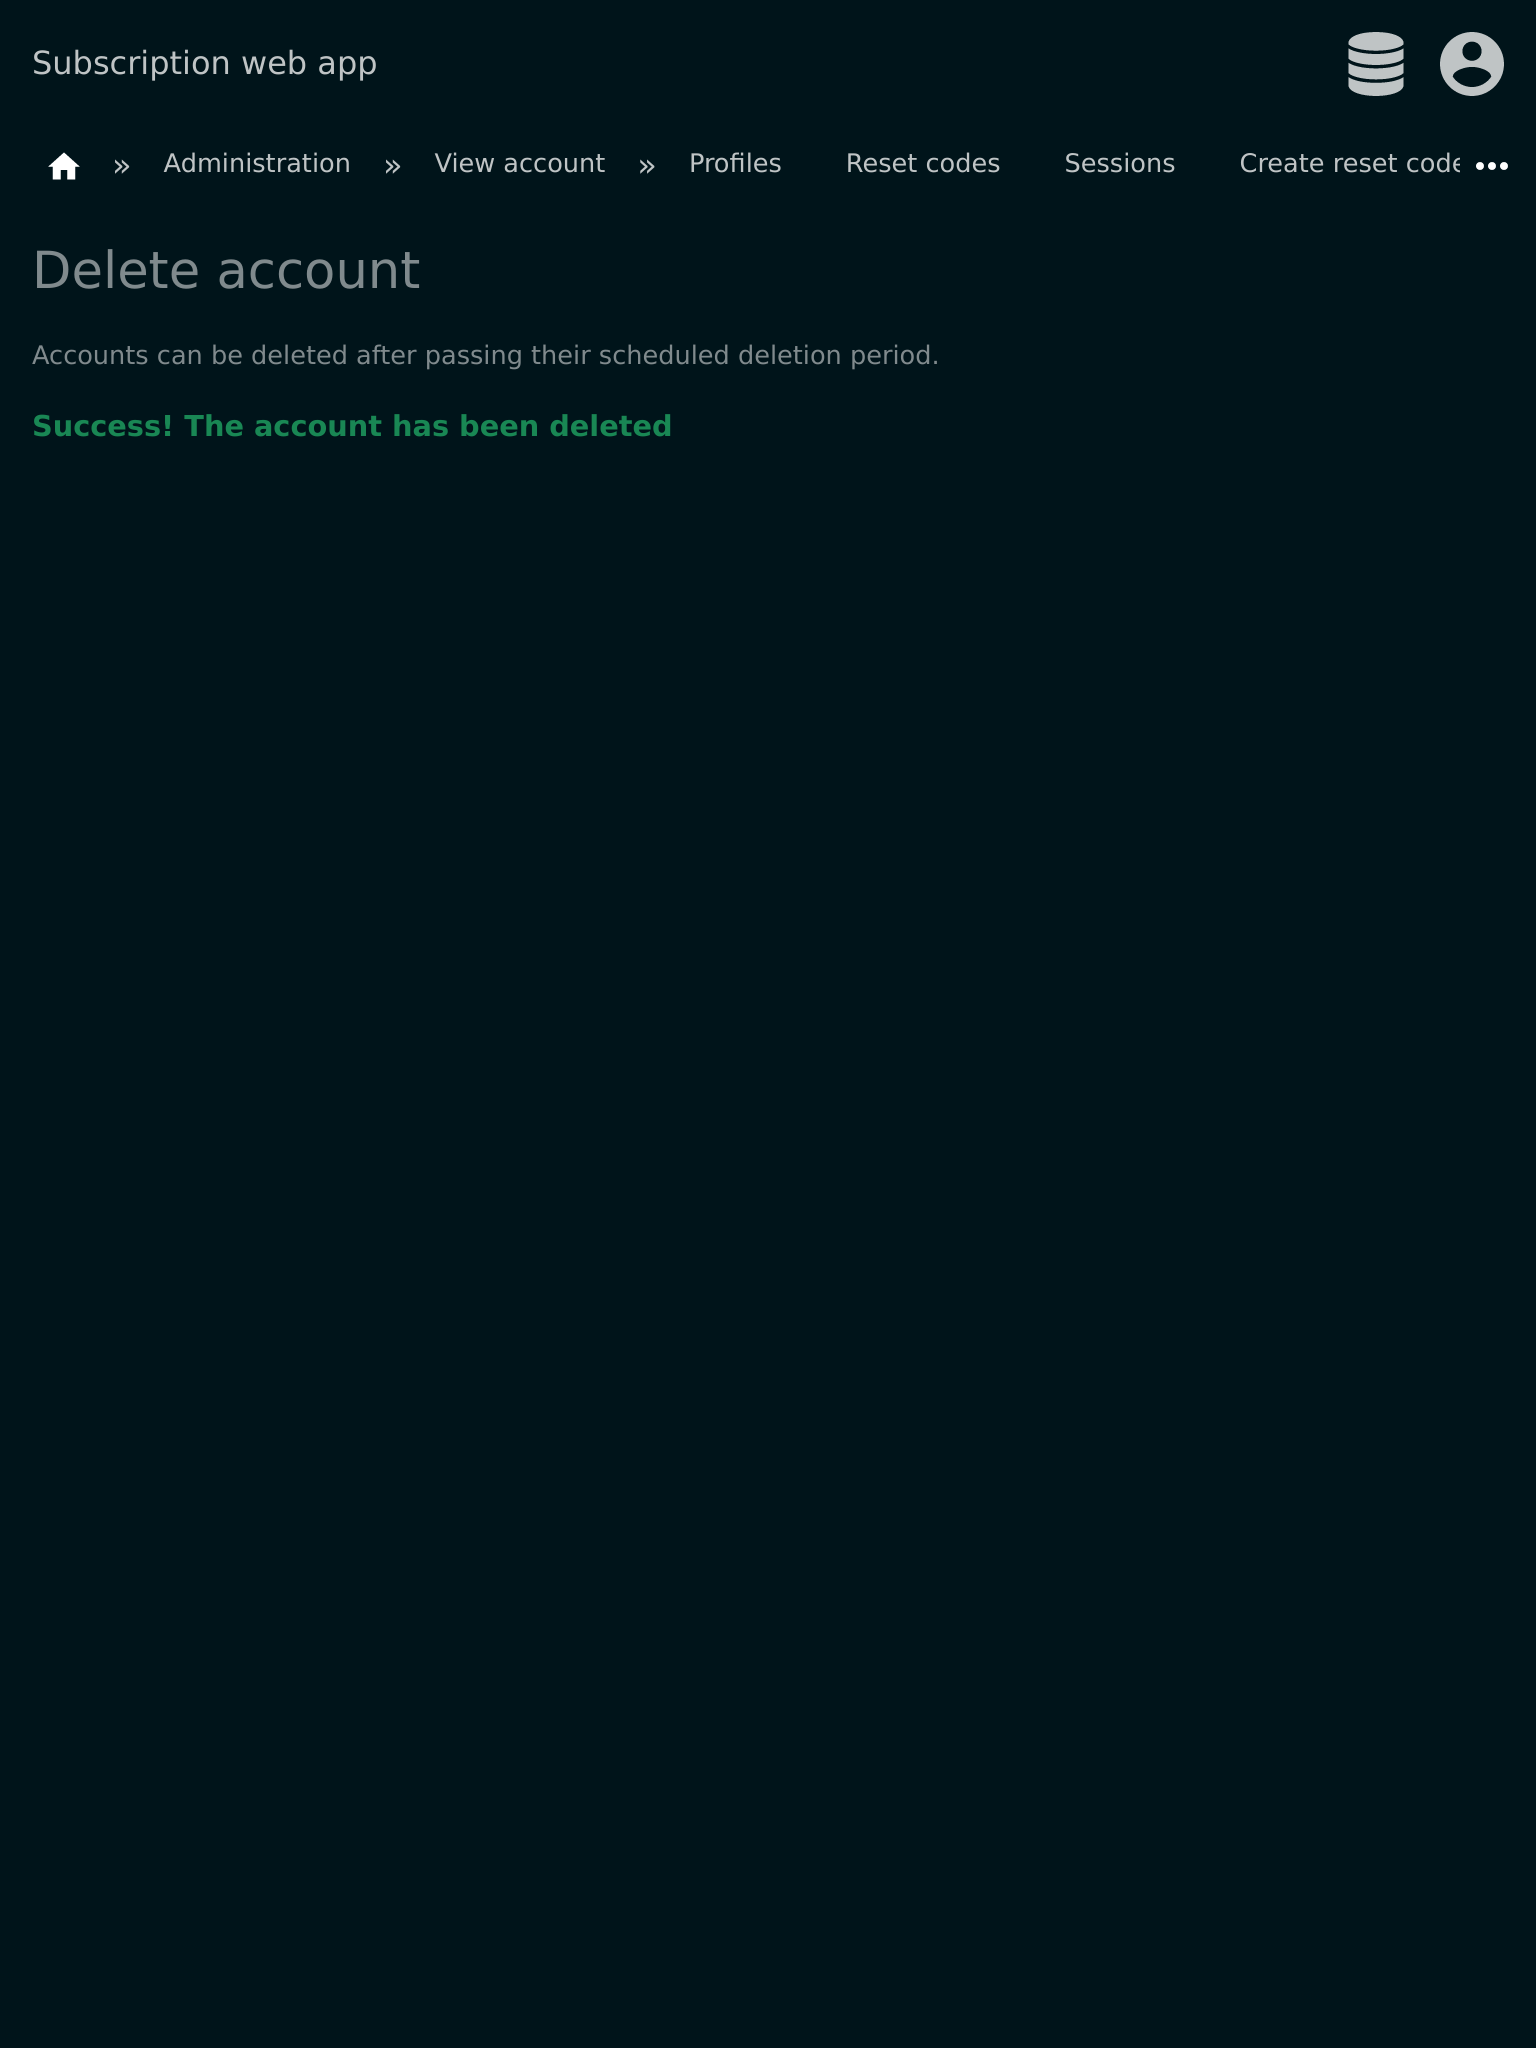 Subscription web app
» Administration » View account » Profiles Reset codes Sessions Create reset code
Delete account
Accounts can be deleted after passing their scheduled deletion period.
Success! The account has been deleted